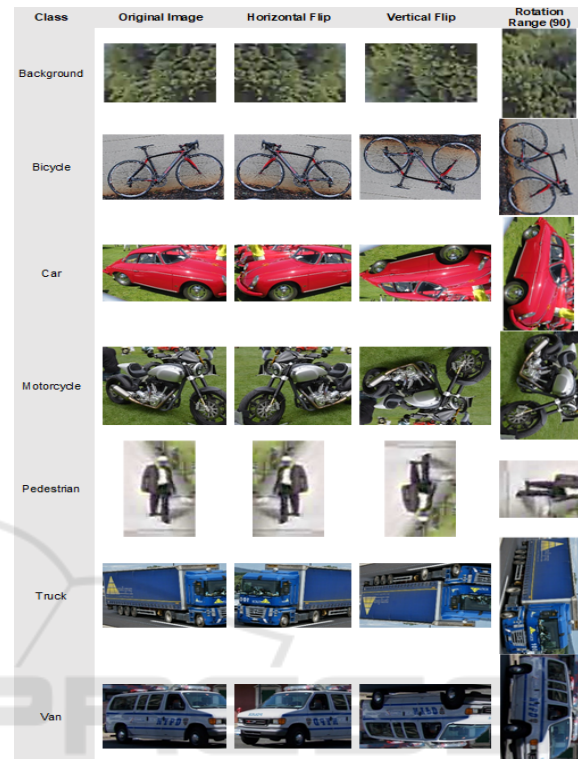 Class Original Image Horizontal Flip Vertical Flip Rotation
Range (90)
Background
Bicycle
Car
Motorcycle
Pedestrian
Truck
Van